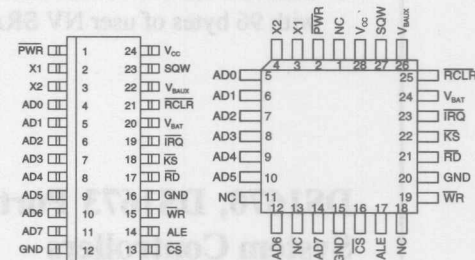 PWR 1 24 VCC
X1 2 23 SQW
X2 3 22 VBAUX
AD0 4 21 RCLR
AD1 5 20 VBAT
AD2 6 19 IRQ
AD3 7 18 KS
AD4 8 17 RD
AD5 9 16 GND
AD6 10 15 WR
AD7 11 14 ALE
GND 12 13 CS
X2 X1 PWR NC VCC SQW VBAUX
4 3 2 1 28 27 26
AD0 5 25 RCLR
AD1 6 24 VBAT
AD2 7 23 IRQ
AD3 8 22 KS
AD4 9 21 RD
AD5 10 20 GND
NC 11 19 WR
12 13 14 15 16 17 18
AD6 NC AD7 GND CS ALE NC